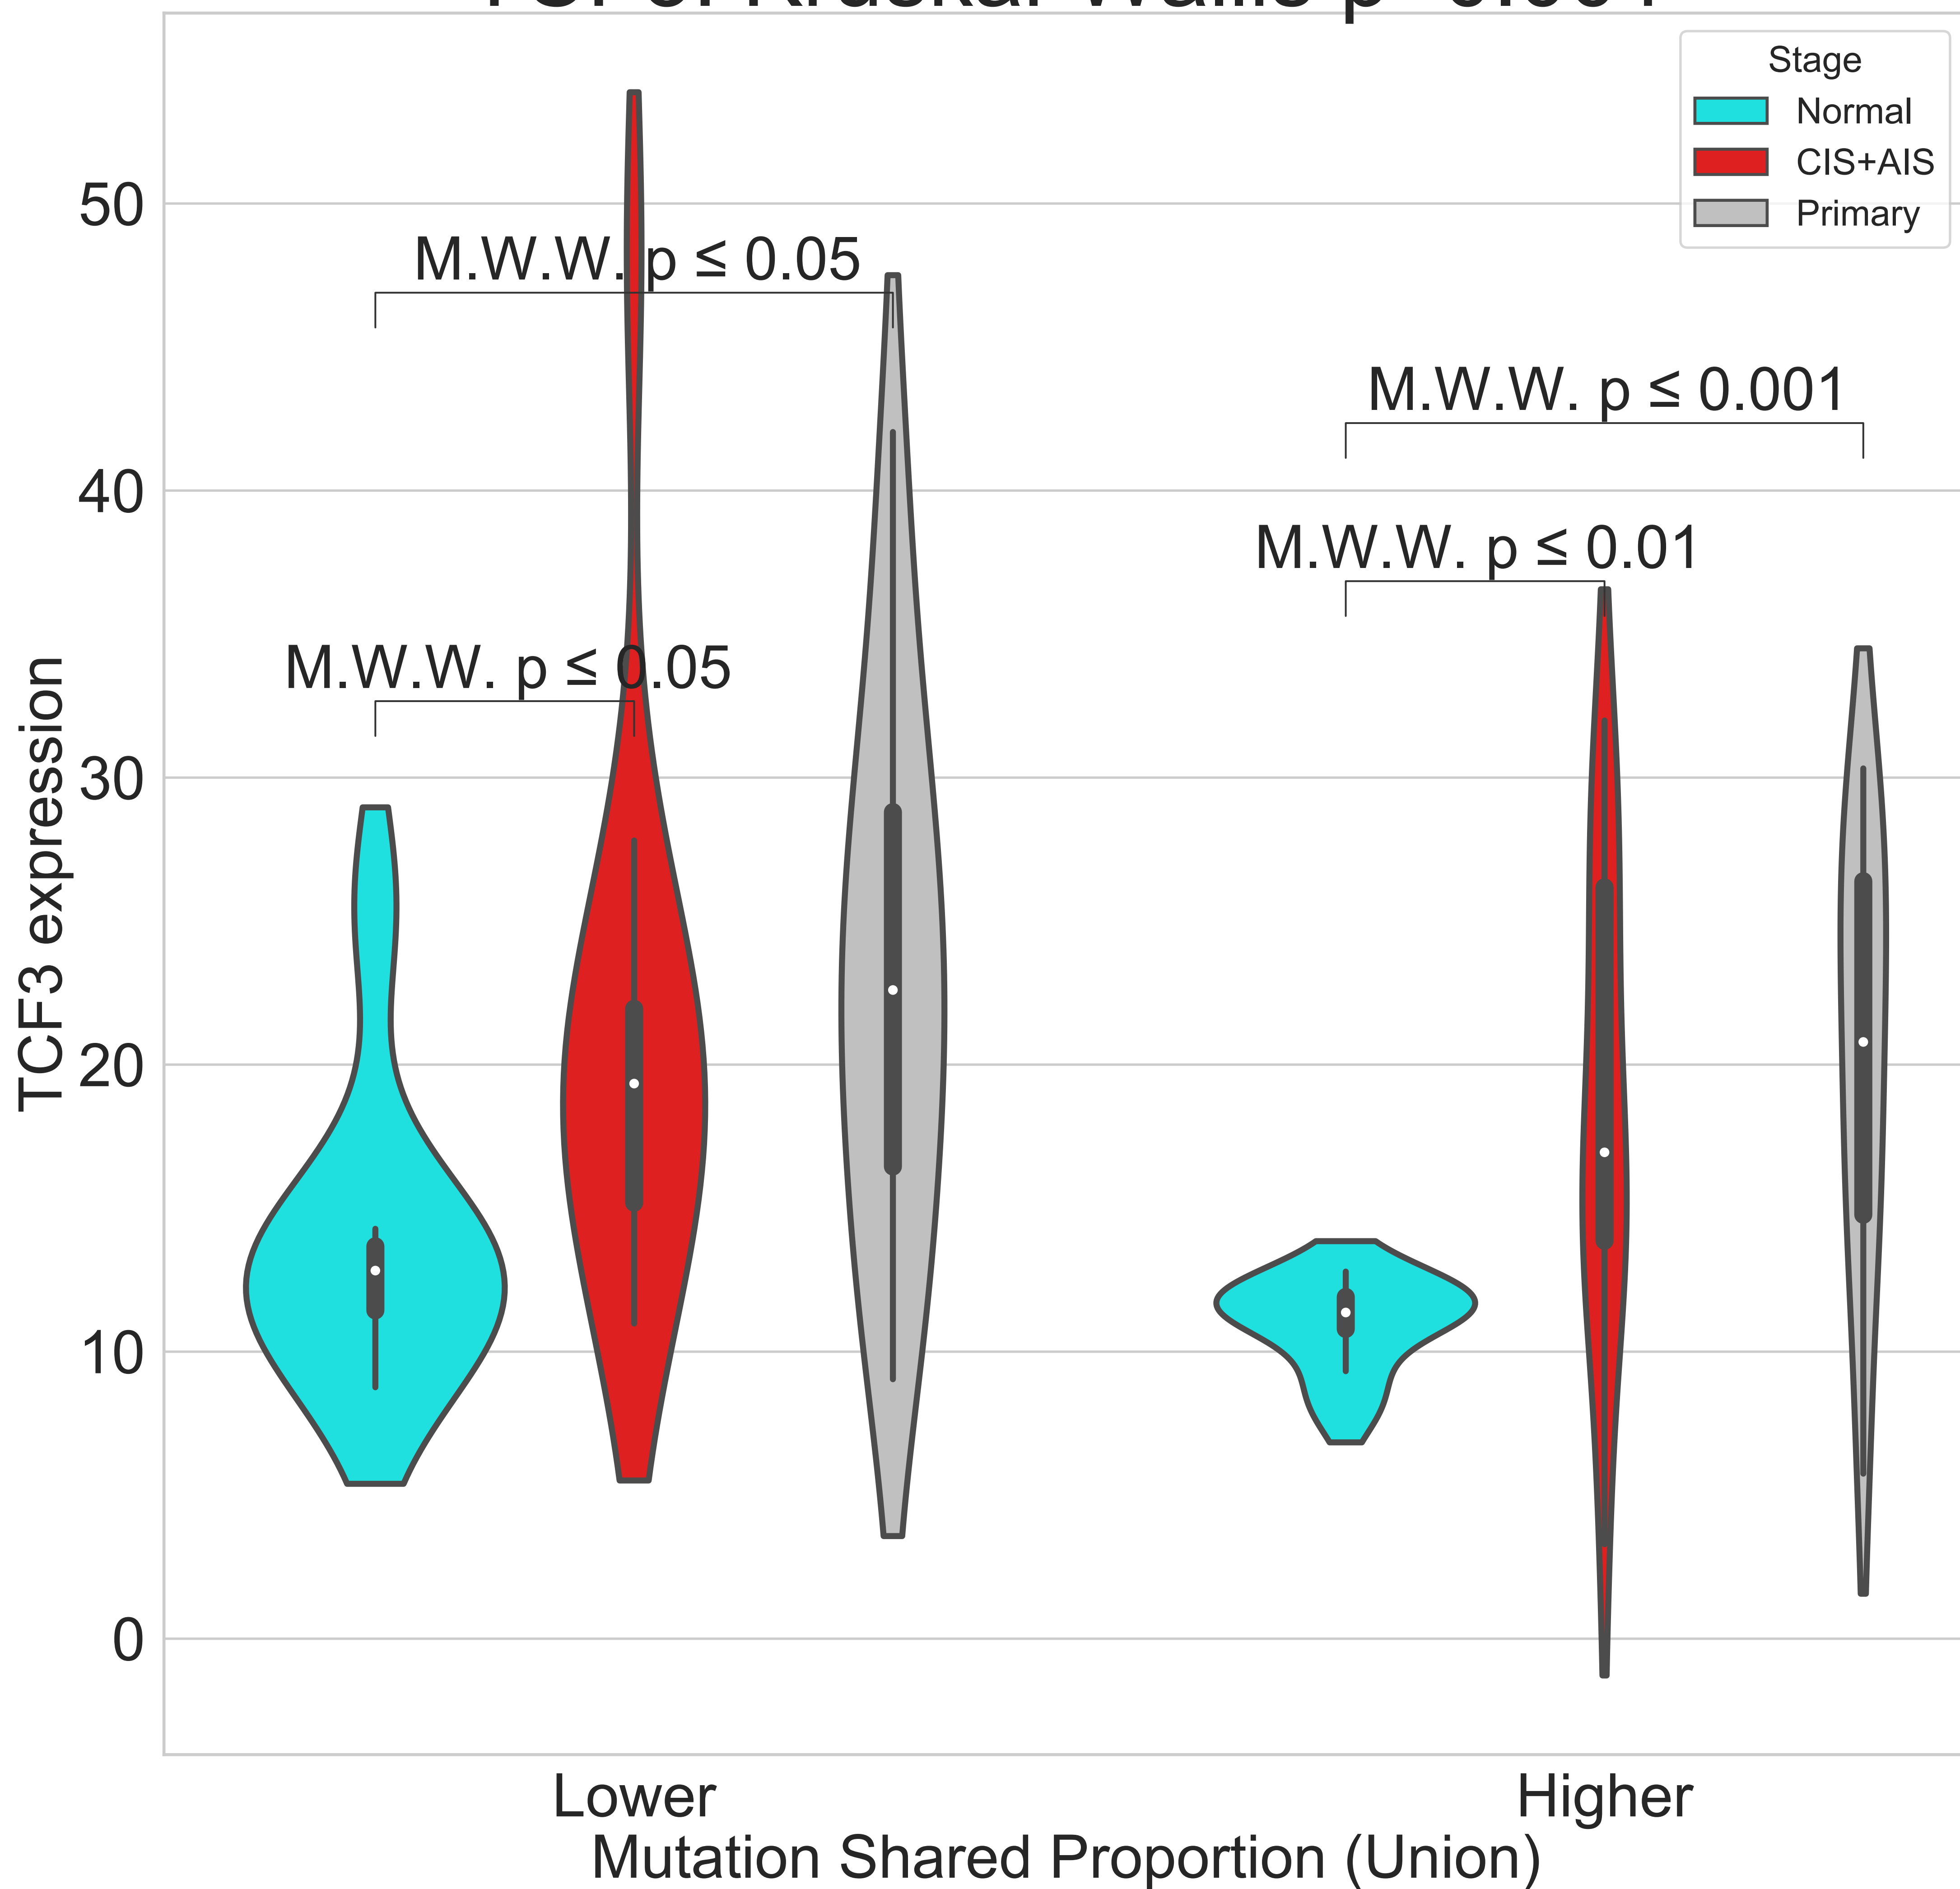 Stage
Normal
CIS+AIS
Primary
50
40
30
20
10
0
TCF3 expression
M.W.W. p ≤ 0.05
M.W.W. p ≤ 0.001
M.W.W. p ≤ 0.01
M.W.W. p ≤ 0.05
Lower
Higher
Mutation Shared Proportion (Union)